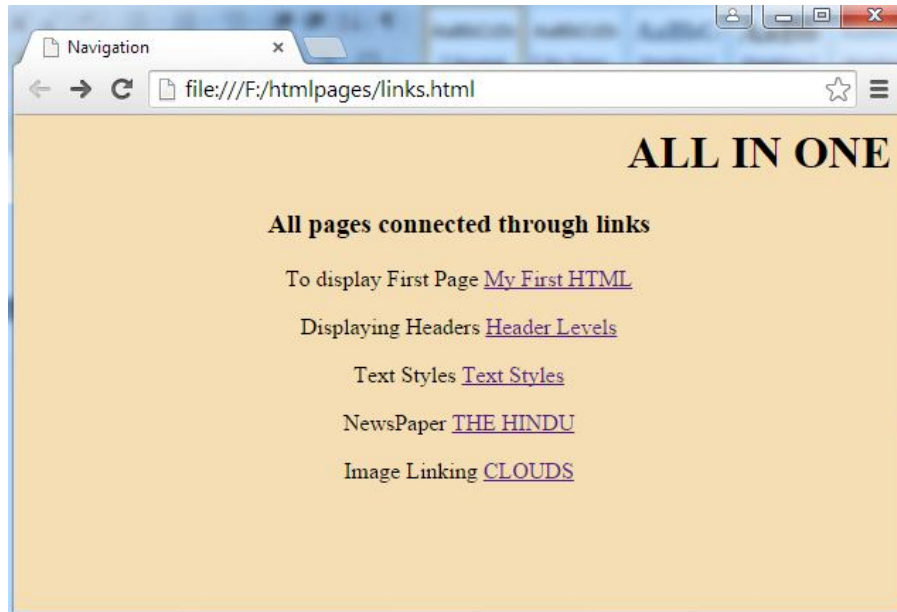 Navigation
file:///F:/htmlpages/links.html
ALL IN ONE
All pages connected through links
To display First Page My First HTML
Displaying Headers Header Levels
Text Styles Text Styles
NewsPaper THE HINDU
Image Linking CLOUDS